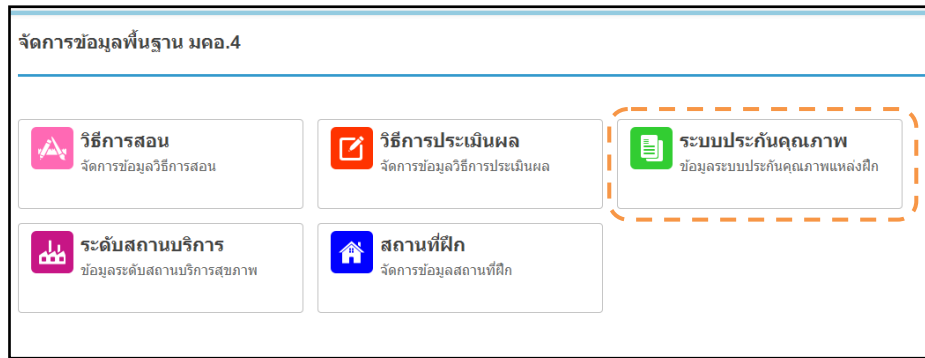 จัดการข้อมูลพื้นฐาน มคอ.4
วิธีการสอน
จัดการข้อมูลวิธีการสอน
วิธีการประเมินผล
จัดการข้อมูลวิธีการประเมินผล
ระบบประกันคุณภาพ
ข้อมูลระบบประกันคุณภาพแหล่งฝึก
ระดับสถานบริการ
ข้อมูลระดับสถานบริการสุขภาพ
สถานที่ฝึก
จัดการข้อมูลสถานที่ฝึก